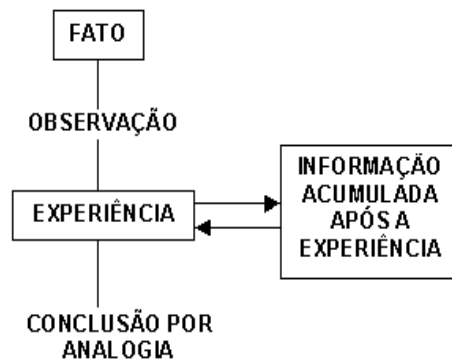 FATO
OBSERVAÇÃO
EXPERIÊNCIA
INFORMAÇÃO
ACUMULADA
APÓS A
EXPERIÊNCIA
CONCLUSÃO POR
ANALOGIA